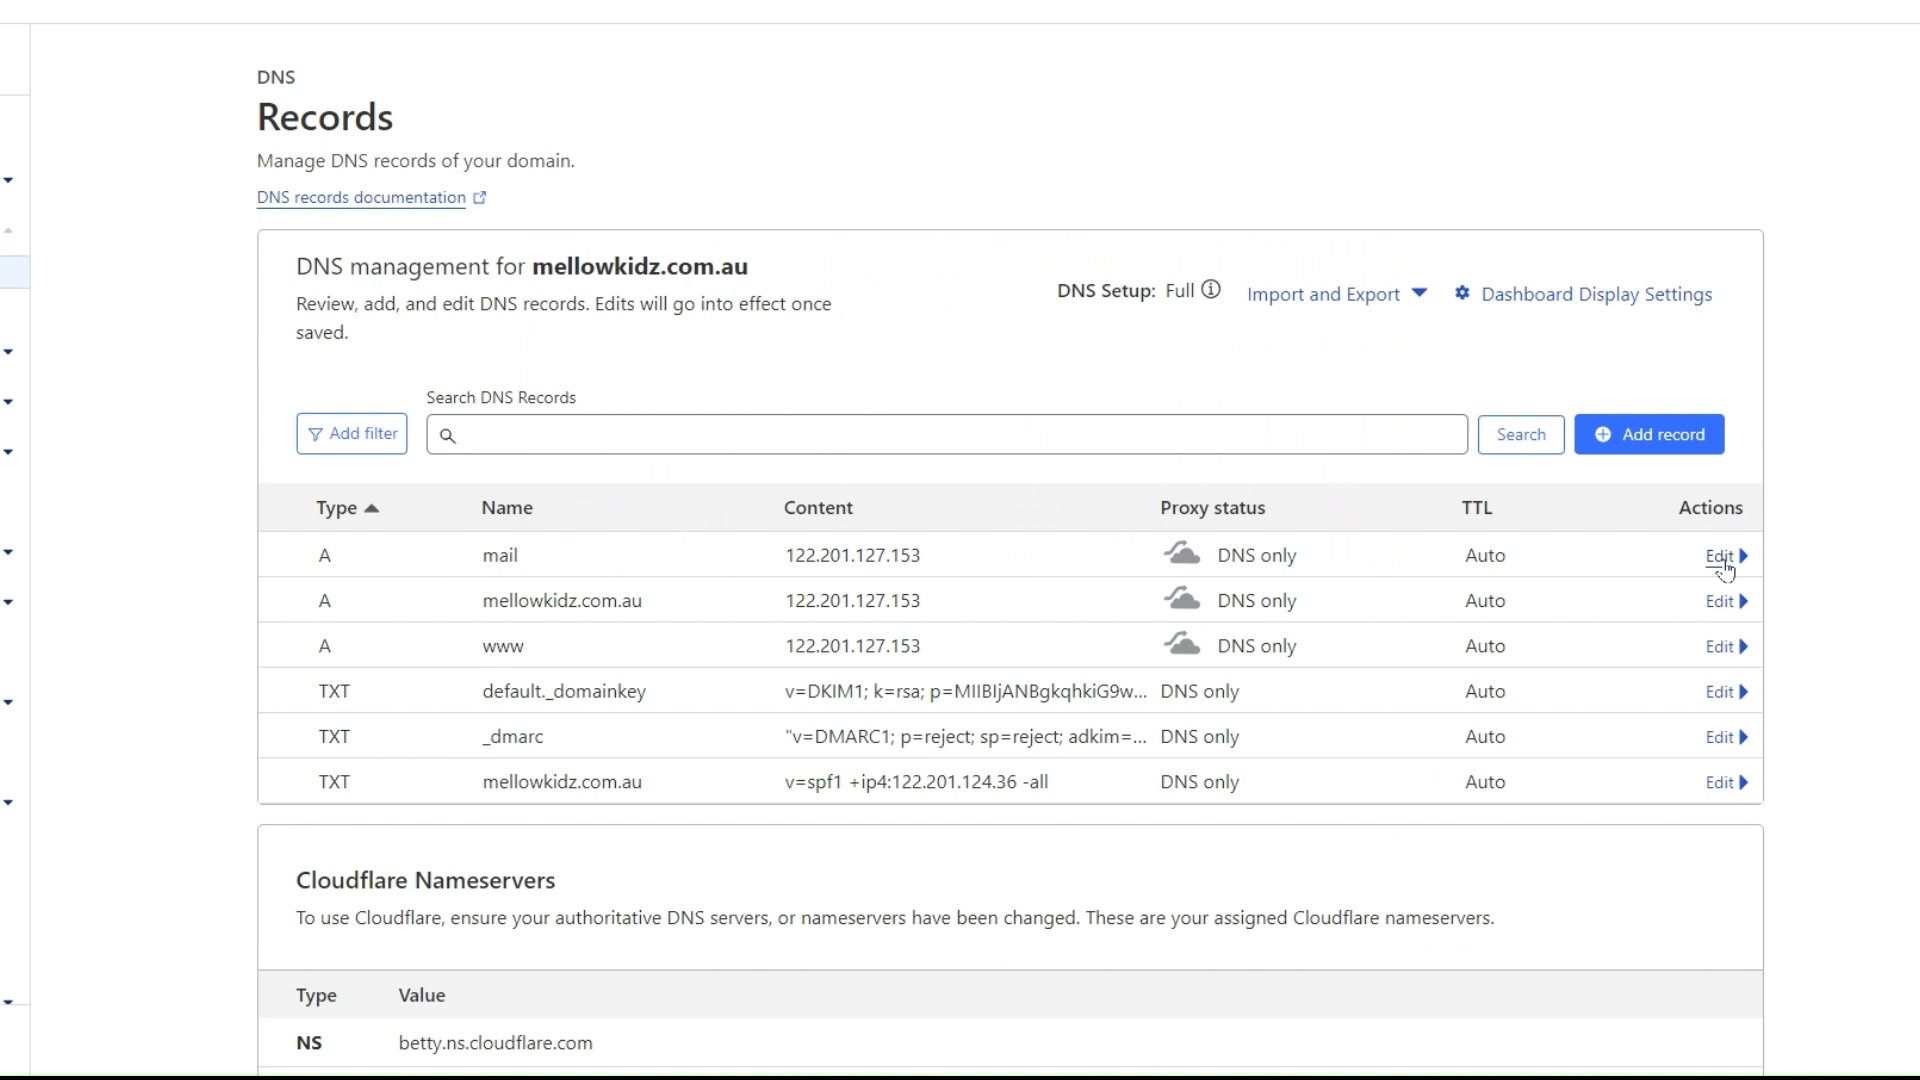 DNS
Records
Manage DNS records of your domain.
DNS records documentation
DNS management for mellowkidz.com.au
Review, add, and edit DNS records. Edits will go into effect once
saved.
DNS Setup: Full
Import and Export
Dashboard Display Settings
Search DNS Records
Add filter
Search
Add record
Type Name Content Proxy status TTL Actions
A mail 122.201.127.153 DNS only Auto Edit
A mellowkidz.com.au 122.201.127.153 DNS only Auto Edit
A www 122.201.127.153 DNS only Auto Edit
TXT default._domainkey v=DKIM1; k=rsa; p=MIIBIjANBgkqhkiG9w... DNS only Auto Edit
TXT _dmarc "v=DMARC1; p=reject; sp=reject; adkim=... DNS only Auto Edit
TXT mellowkidz.com.au v=spf1 +ip4:122.201.124.36 -all DNS only Auto Edit
Cloudflare Nameservers
To use Cloudflare, ensure your authoritative DNS servers, or nameservers have been changed. These are your assigned Cloudflare nameservers.
Type Value
NS betty.ns.cloudflare.com